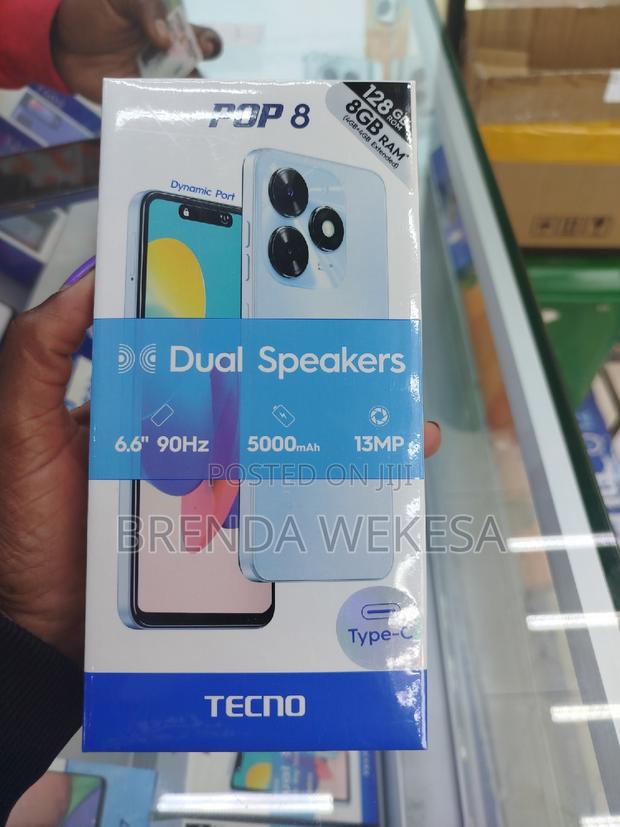 POP 8
128GB
ROM
8GB RAM*
(4GB+4GB Extended)
Dynamic Port
Dual Speakers
6.6" 90Hz
5000mAh
13MP
POSTED ON JIJI
BRENDA WEKESA
Type-C
TECNO